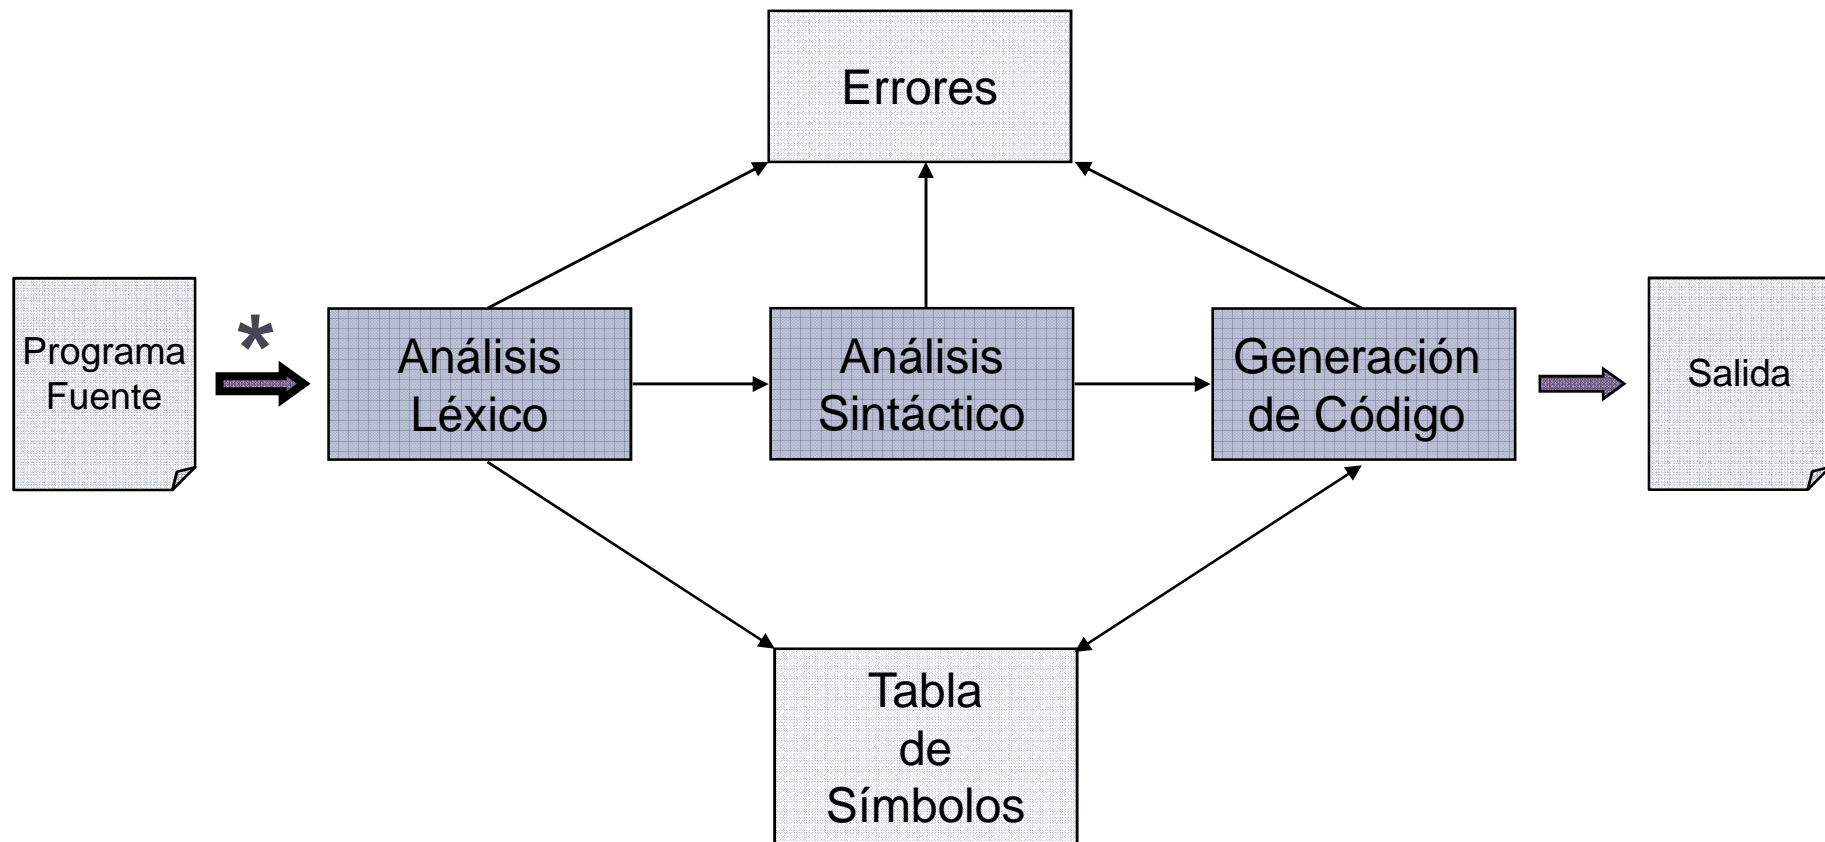 Errores
Programa
Fuente
*
Análisis
Léxico
Análisis
Sintáctico
Generación
de Código
Salida
Tabla
de
Símbolos